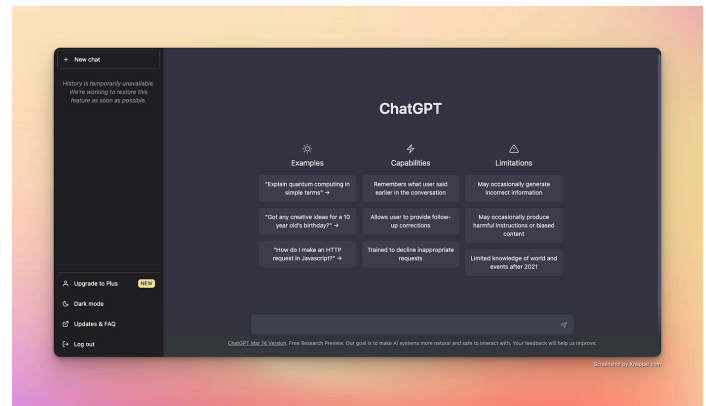 + New chat
History is temporarily unavailable.
We're working to restore this
feature as soon as possible.
ChatGPT
Examples
"Explain quantum computing in
simple terms" →
"Got any creative ideas for a 10
year old's birthday?" →
"How do I make an HTTP
request in Javascript?" →
Capabilities
Remembers what user said
earlier in the conversation
Allows user to provide follow-
up corrections
Trained to decline inappropriate
requests
Limitations
May occasionally generate
incorrect information
May occasionally produce
harmful instructions or biased
content
Limited knowledge of world and
events after 2021
Upgrade to Plus NEW
Dark mode
Updates & FAQ
Log out
ChatGPT Mar 14 Version. Free Research Preview. Our goal is to make AI systems more natural and safe to interact with. Your feedback will help us improve.
Screenshot by Xnapper.com